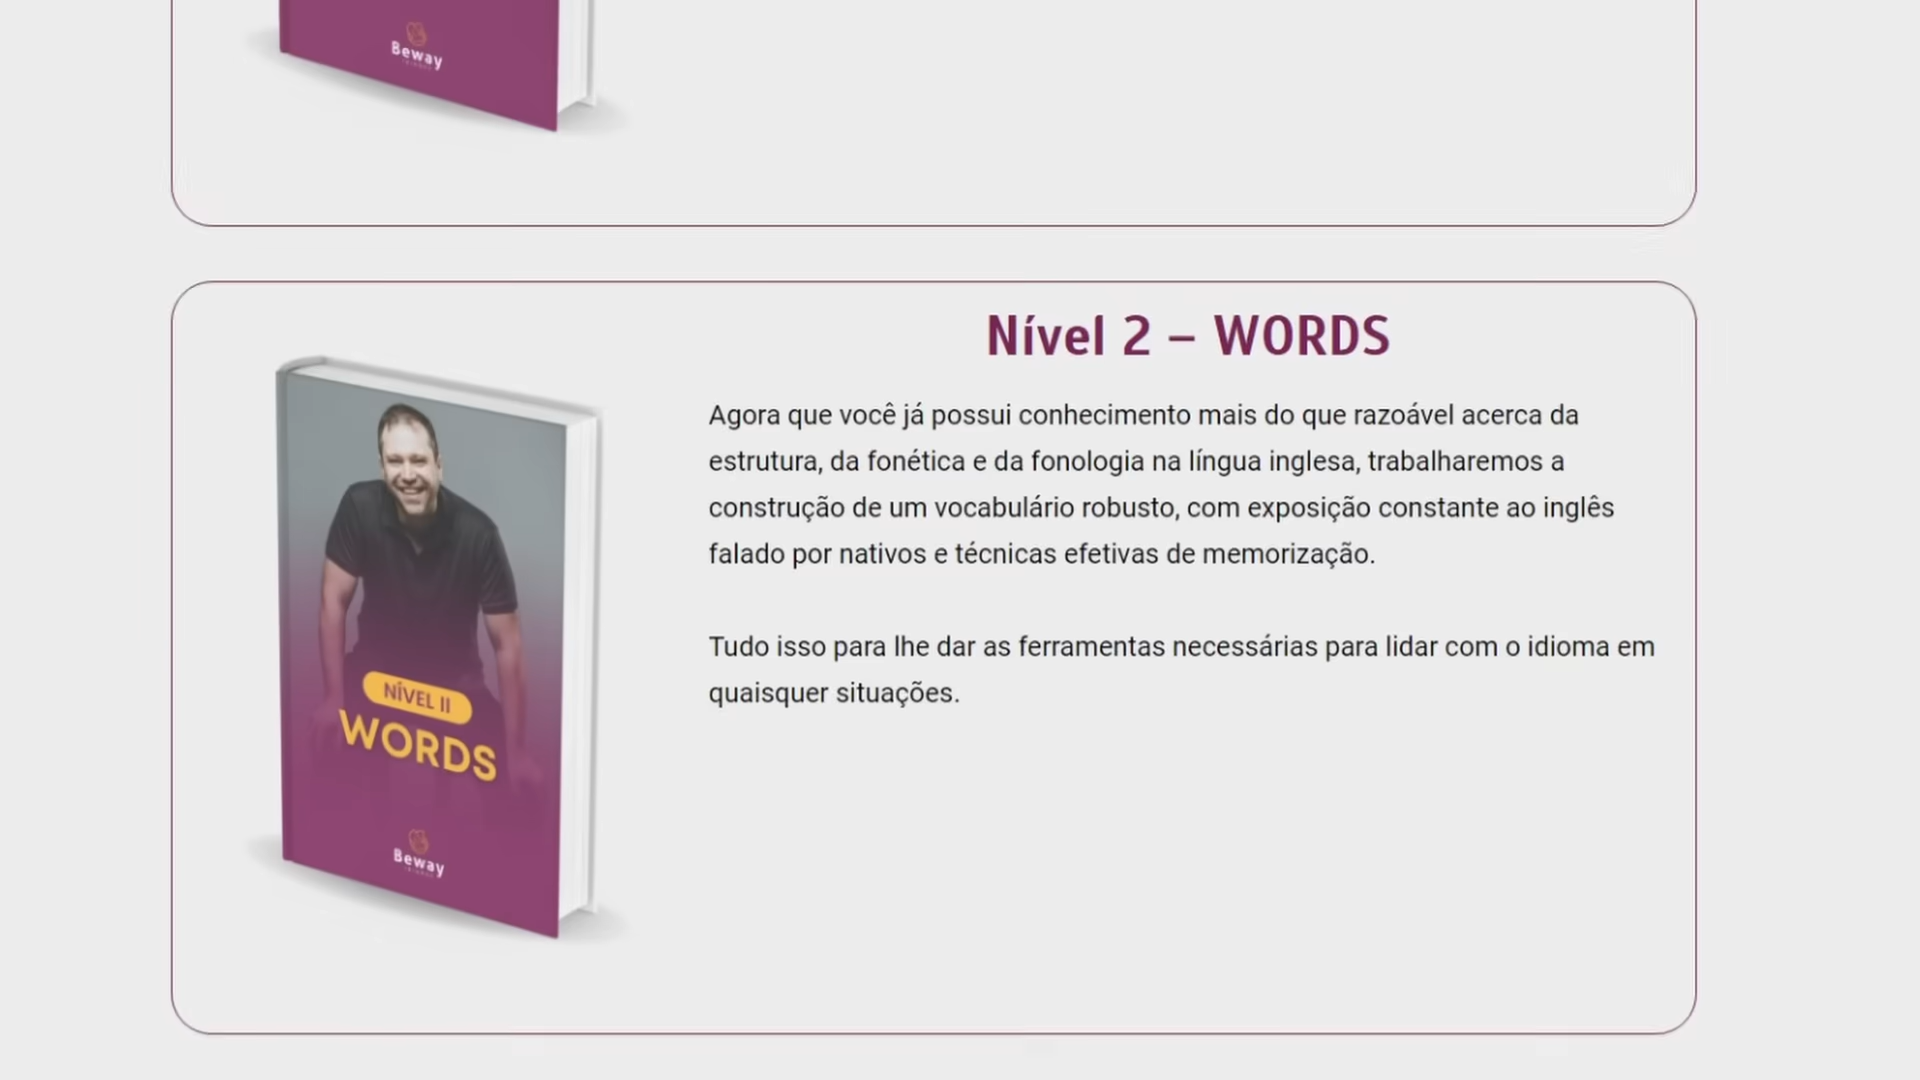 Beway
Nível 2 – WORDS
Agora que você já possui conhecimento mais do que razoável acerca da
estrutura, da fonética e da fonologia na língua inglesa, trabalharemos a
construção de um vocabulário robusto, com exposição constante ao inglês
falado por nativos e técnicas efetivas de memorização.
Tudo isso para lhe dar as ferramentas necessárias para lidar com o idioma em
quaisquer situações.
NÍVEL II
WORDS
Beway